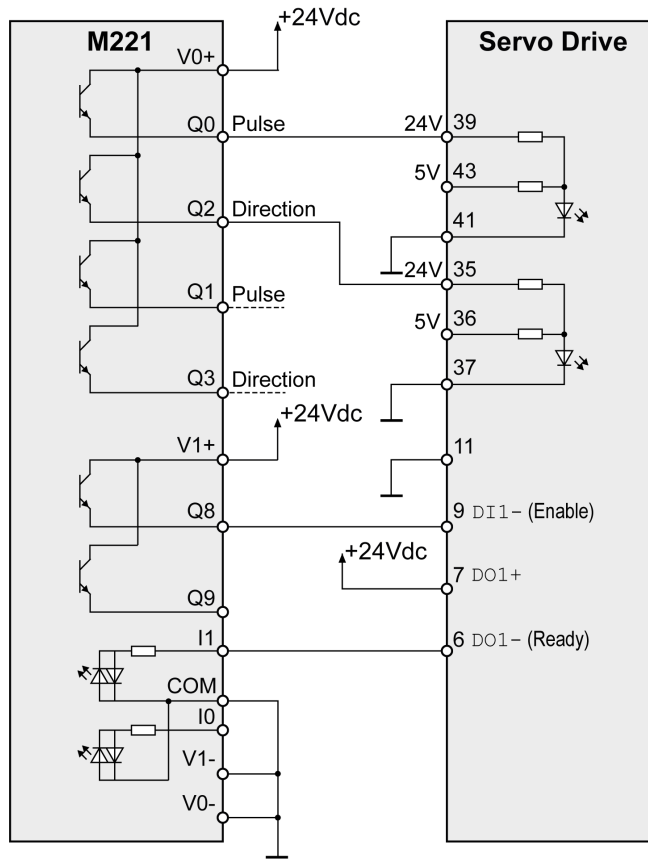 +24Vdc
M221
Servo Drive
V0+
Q0 Pulse
24V 39
5V 43
Q2 Direction
41
24V 35
Q1 Pulse
5V 36
37
Q3 Direction
+24Vdc
V1+
11
Q8
9 DI1- (Enable)
+24Vdc
7 DO1+
Q9
I1
6 DO1- (Ready)
COM
I0
V1-
V0-